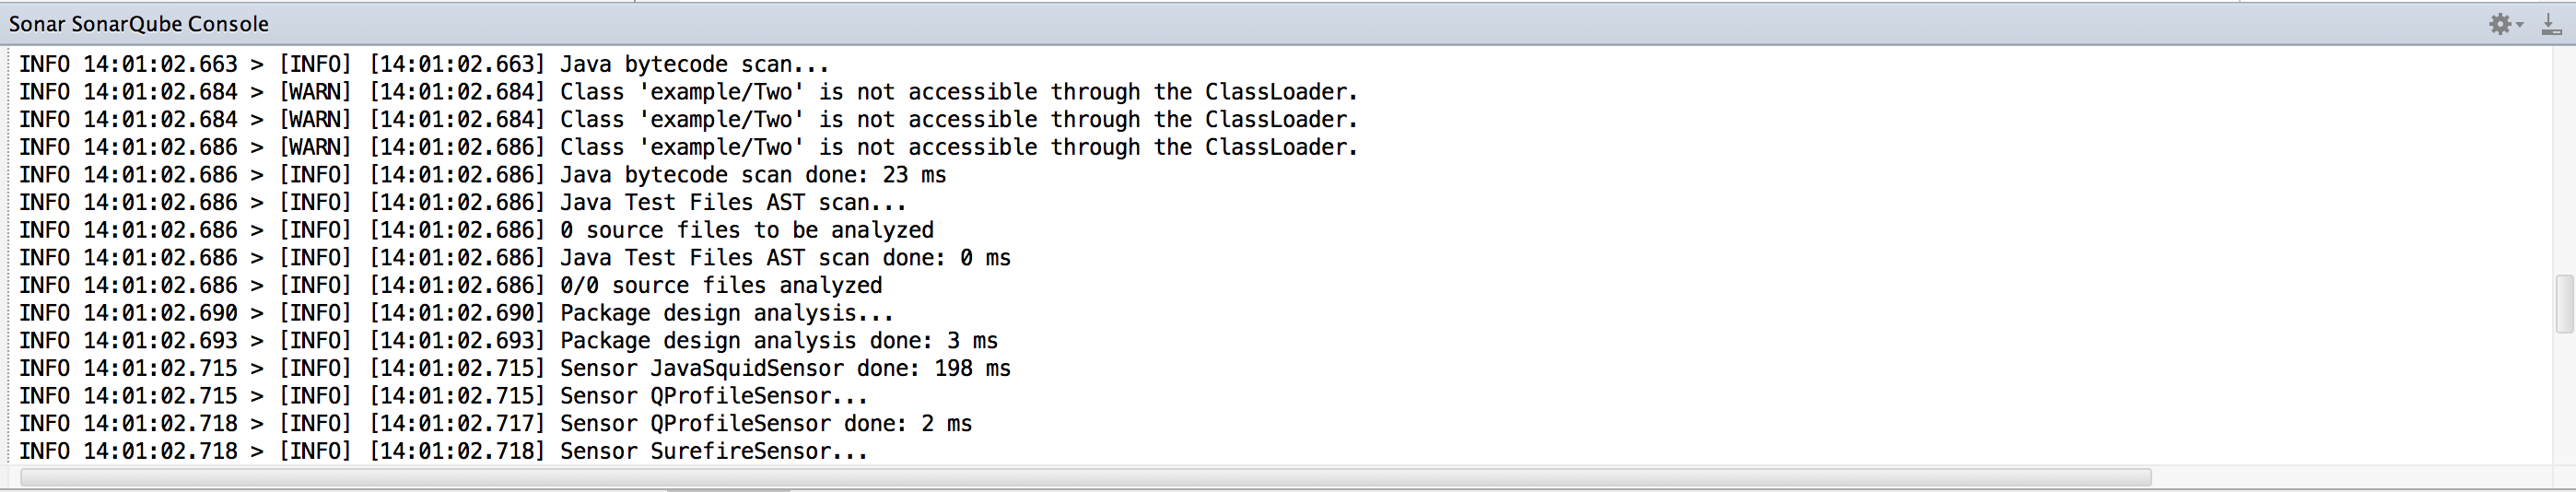 Sonar SonarQube Console
INFO 14:01:02.663 > [INFO] [14:01:02.663] Java bytecode scan...
INFO 14:01:02.684 > [WARN] [14:01:02.684] Class 'example/Two' is not accessible through the ClassLoader.
INFO 14:01:02.684 > [WARN] [14:01:02.684] Class 'example/Two' is not accessible through the ClassLoader.
INFO 14:01:02.686 > [WARN] [14:01:02.686] Class 'example/Two' is not accessible through the ClassLoader.
INFO 14:01:02.686 > [INFO] [14:01:02.686] Java bytecode scan done: 23 ms
INFO 14:01:02.686 > [INFO] [14:01:02.686] Java Test Files AST scan...
INFO 14:01:02.686 > [INFO] [14:01:02.686] 0 source files to be analyzed
INFO 14:01:02.686 > [INFO] [14:01:02.686] Java Test Files AST scan done: 0 ms
INFO 14:01:02.686 > [INFO] [14:01:02.686] 0/0 source files analyzed
INFO 14:01:02.690 > [INFO] [14:01:02.690] Package design analysis...
INFO 14:01:02.693 > [INFO] [14:01:02.693] Package design analysis done: 3 ms
INFO 14:01:02.715 > [INFO] [14:01:02.715] Sensor JavaSquidSensor done: 198 ms
INFO 14:01:02.715 > [INFO] [14:01:02.715] Sensor QProfileSensor...
INFO 14:01:02.718 > [INFO] [14:01:02.717] Sensor QProfileSensor done: 2 ms
INFO 14:01:02.718 > [INFO] [14:01:02.718] Sensor SurefireSensor...